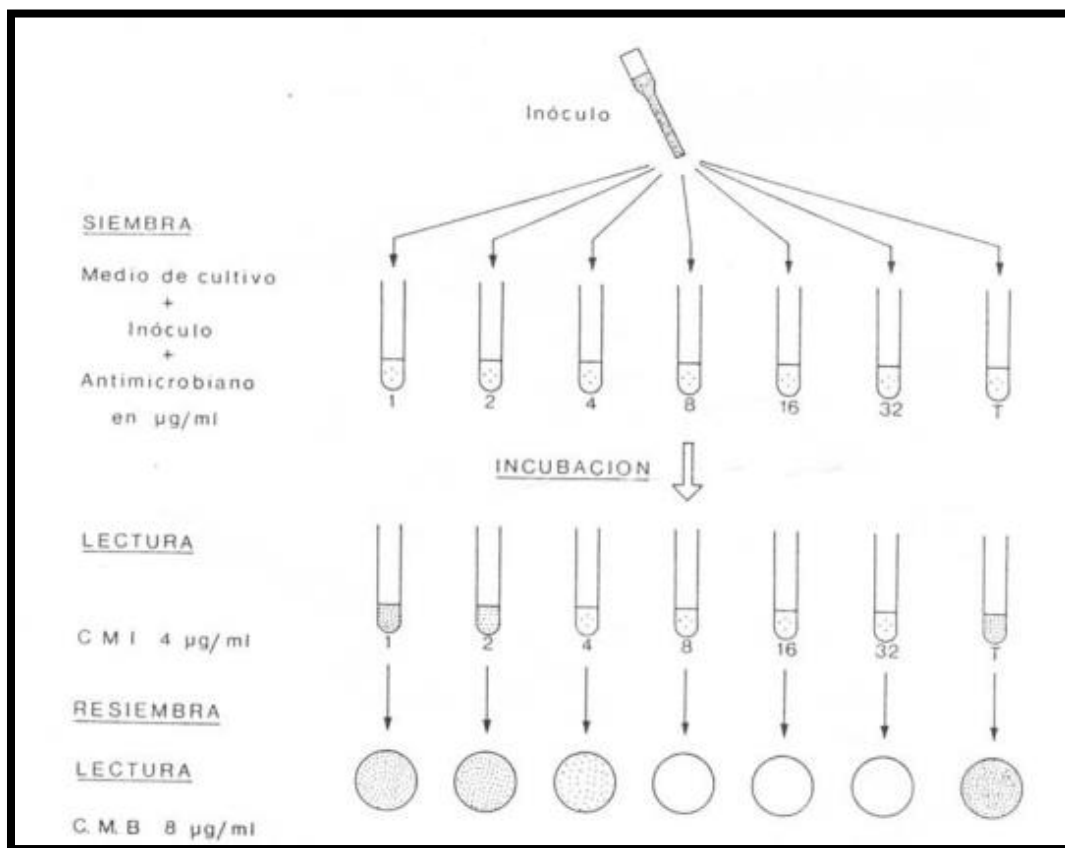 Inóculo
SIEMBRA
Medio de cultivo
+
Inóculo
+
Antimicrobiano
en µg/ml
1 2 4 8 16 32 T
INCUBACION
LECTURA
C M I 4 µg/ml
1 2 4 8 16 32 T
RESIEMBRA
LECTURA
C. M. B 8 µg/ml